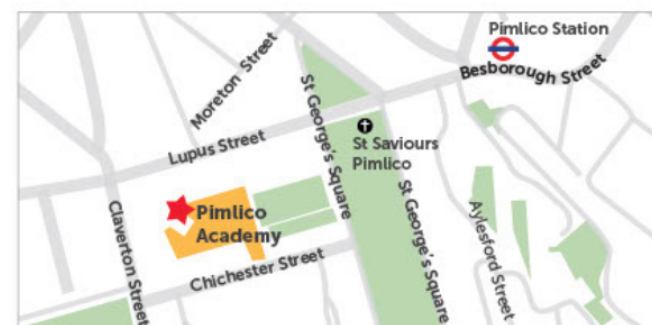 Pimlico Station
Besborough Street
Moreton Street
Lupus Street
St George's Square
St Saviours
Pimlico
St George's Square
Pimlico
Academy
Claverton Street
Chichester Street
Aylesford Street